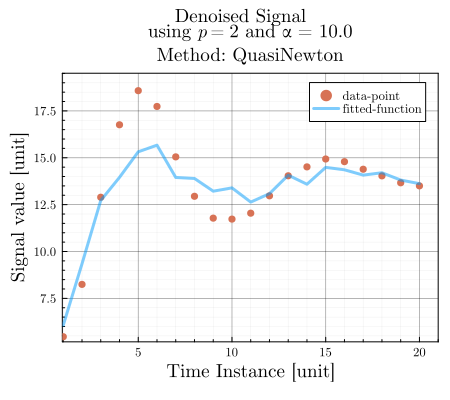 Denoised Signal
using p = 2 and α = 10.0
Method: QuasiNewton
data-point
fitted-function
17.5
15.0
12.5
10.0
7.5
Signal value [unit]
5 10 15 20
Time Instance [unit]